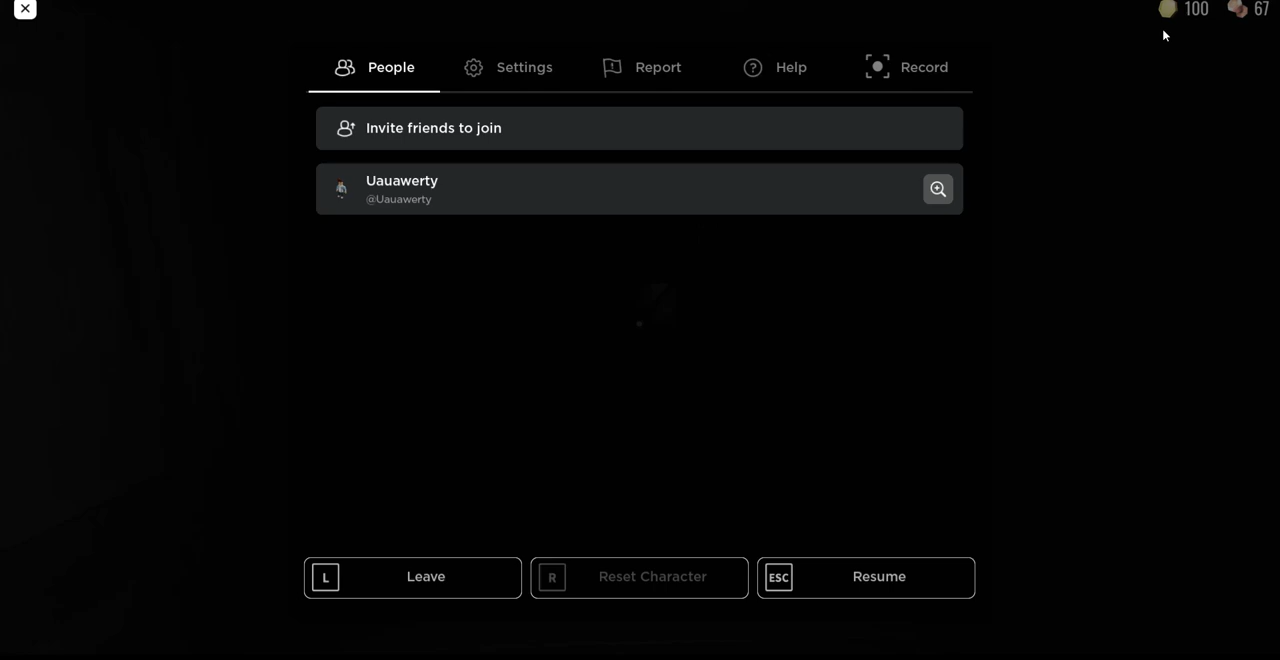 100 67
People Settings Report Help Record
Invite friends to join
Uauawerty
@Uauawerty
L Leave R Reset Character ESC Resume